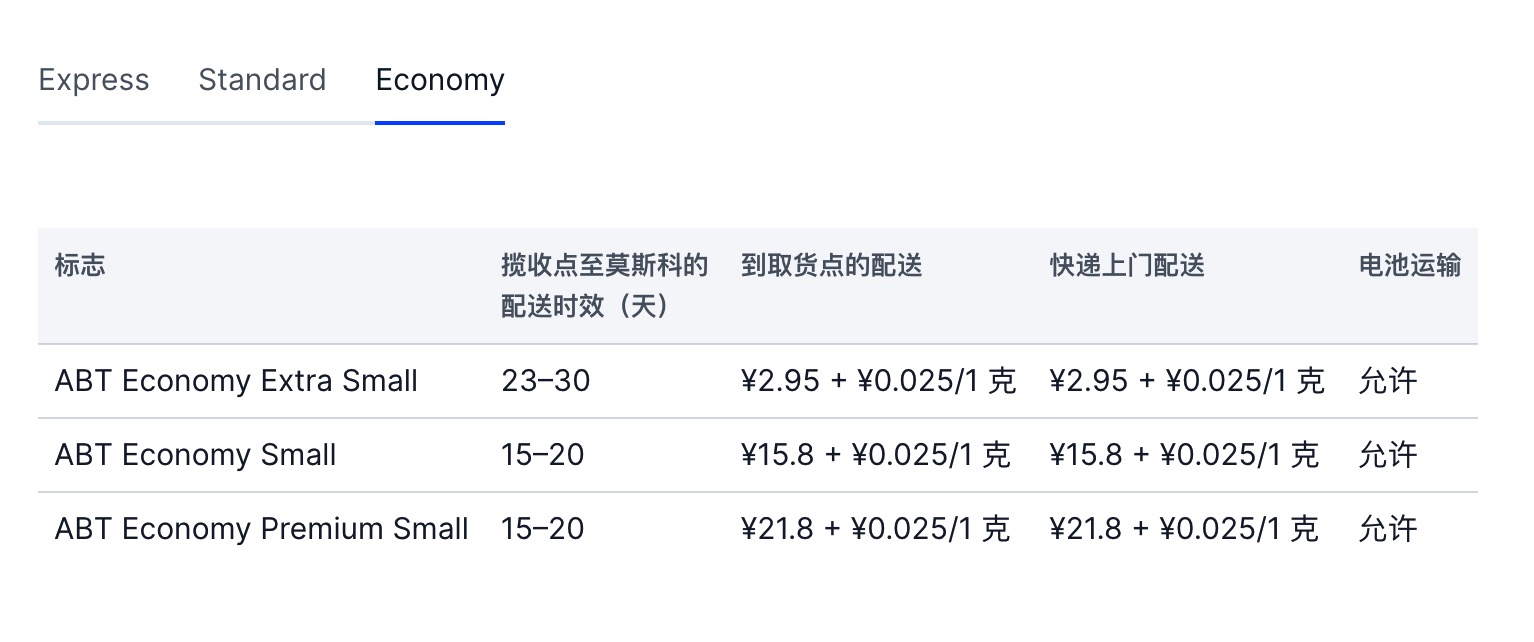 Express Standard Economy
标志 揽收点至莫斯科的 到取货点的配送 快递上门配送 电池运输
配送时效（天）
ABT Economy Extra Small 23–30 ¥2.95 + ¥0.025/1 克 ¥2.95 + ¥0.025/1 克 允许
ABT Economy Small 15–20 ¥15.8 + ¥0.025/1 克 ¥15.8 + ¥0.025/1 克 允许
ABT Economy Premium Small 15–20 ¥21.8 + ¥0.025/1 克 ¥21.8 + ¥0.025/1 克 允许